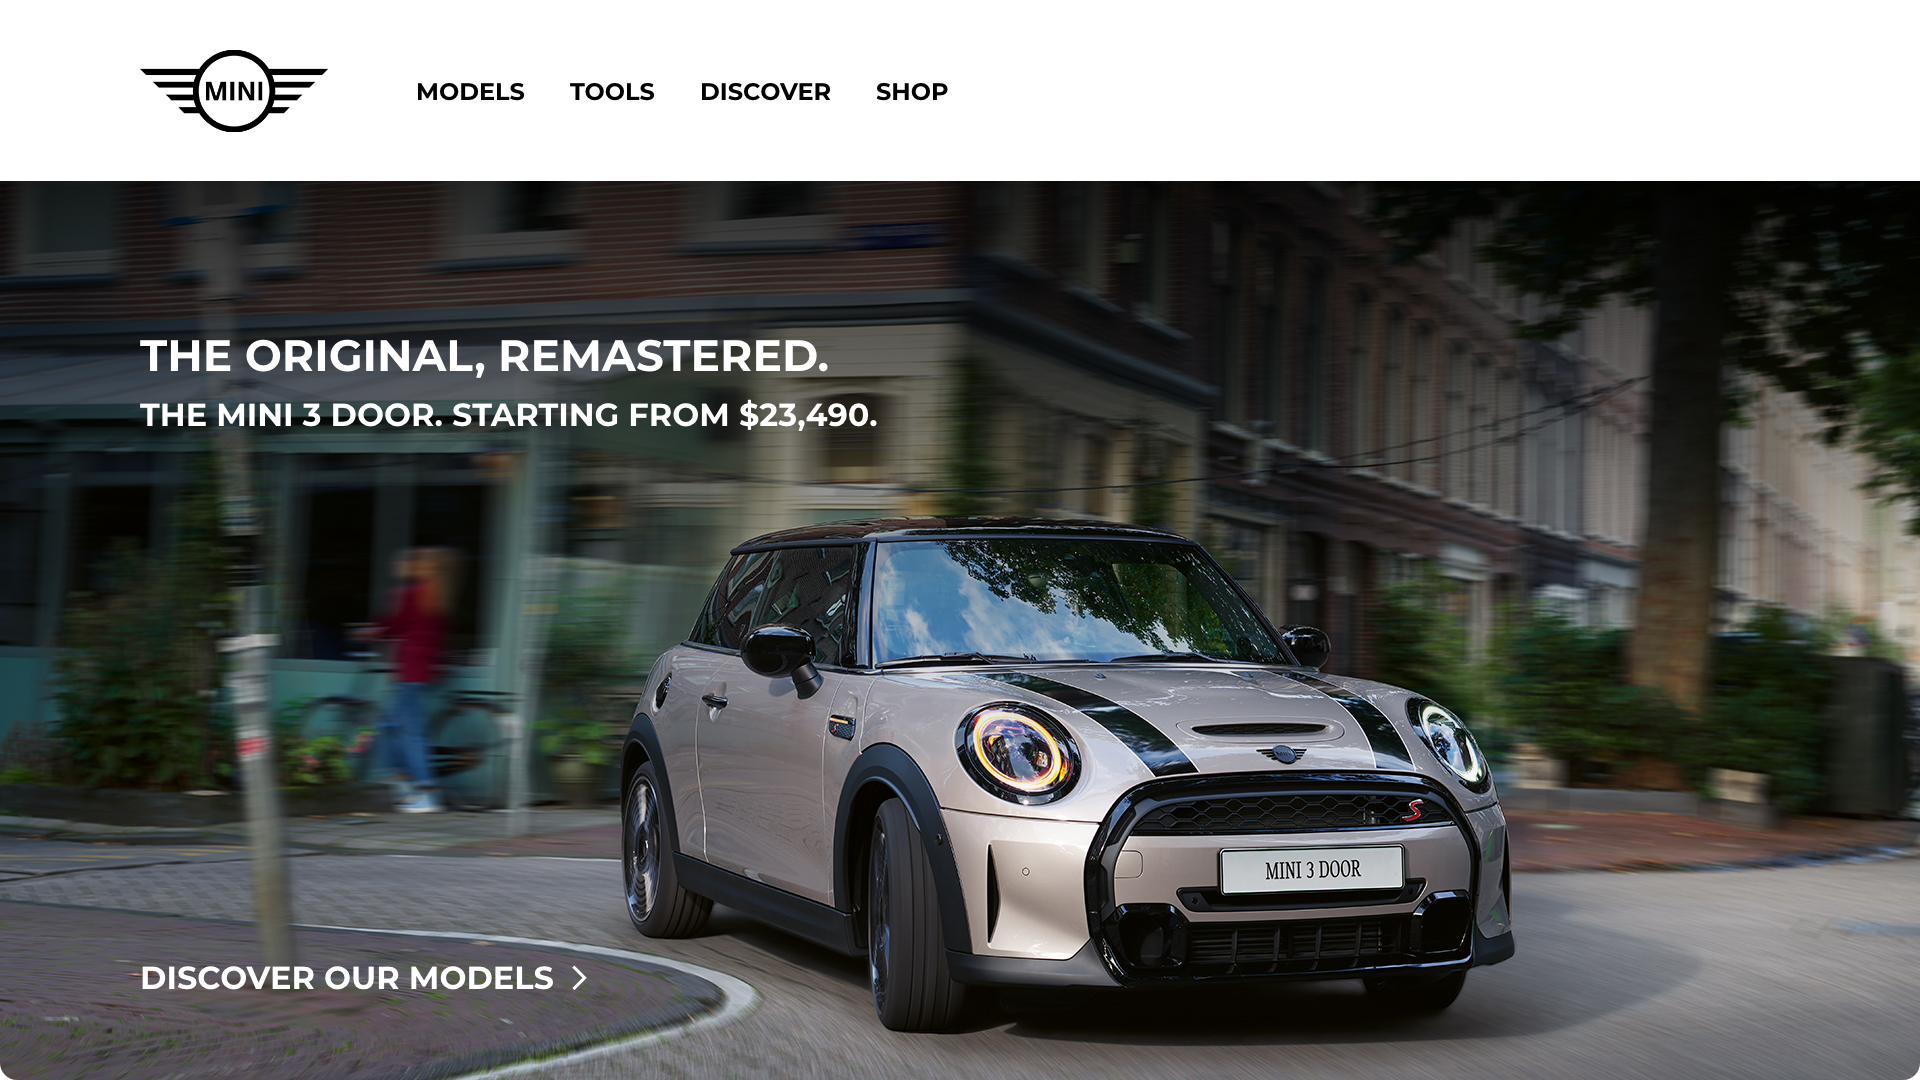 MINI
MODELS
TOOLS
DISCOVER
SHOP
THE ORIGINAL, REMASTERED.
THE MINI 3 DOOR. STARTING FROM $23,490.
S
MINI 3 DOOR
DISCOVER OUR MODELS